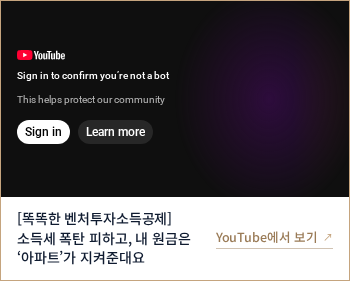 YouTube
Sign in to confirm you're not a bot
This helps protect our community
Sign in
Learn more
[똑똑한 벤처투자소득공제]
소득세 폭탄 피하고, 내 원금은
‘아파트’가 지켜준대요
YouTube에서 보기 ↗